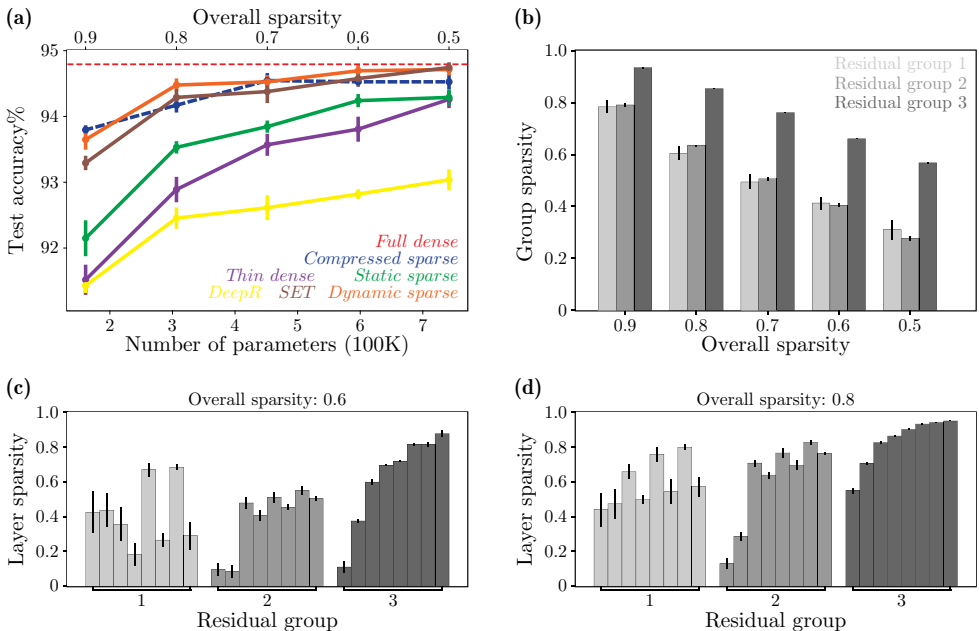 (a)
Overall sparsity
0.9 0.8 0.7 0.6 0.5
95
94
93
92
Test accuracy%
Full dense
Compressed sparse
Thin dense Static sparse
DeepR SET Dynamic sparse
2 3 4 5 6 7
Number of parameters (100K)
(b)
1.0
0.8
0.6
0.4
0.2
0
Group sparsity
Residual group 1
Residual group 2
Residual group 3
0.9 0.8 0.7 0.6 0.5
Overall sparsity
(c)
Overall sparsity: 0.6
1.0
0.8
0.6
0.4
0.2
0
Layer sparsity
1 2 3
Residual group
(d)
Overall sparsity: 0.8
1.0
0.8
0.6
0.4
0.2
0
Layer sparsity
1 2 3
Residual group